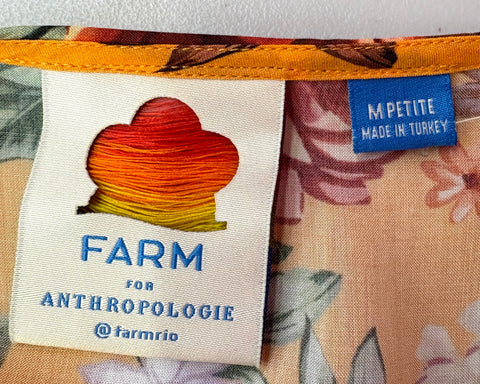 FARM
FOR
ANTHROPOLOGIE
@farmrio
M PETITE
MADE IN TURKEY